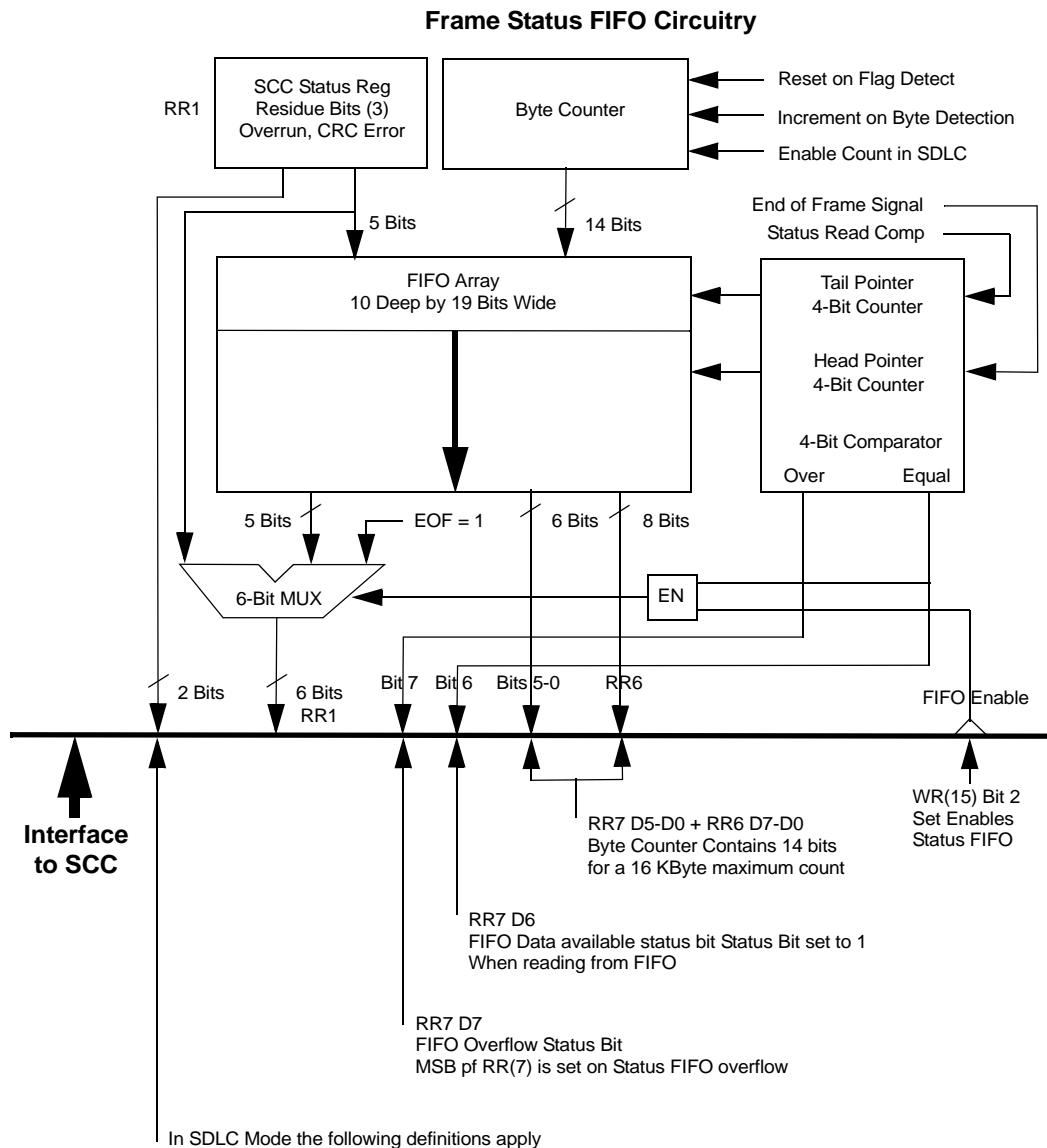 Frame Status FIFO Circuitry
RR1
SCC Status Reg
Residue Bits (3)
Overrun, CRC Error
Byte Counter
Reset on Flag Detect
Increment on Byte Detection
Enable Count in SDLC
End of Frame Signal
Status Read Comp
5 Bits
14 Bits
FIFO Array
10 Deep by 19 Bits Wide
Tail Pointer
4-Bit Counter
Head Pointer
4-Bit Counter
4-Bit Comparator
Over
Equal
5 Bits
EOF = 1
6 Bits
8 Bits
6-Bit MUX
EN
2 Bits
6 Bits
RR1
Bit 7
Bit 6
Bits 5-0
RR6
FIFO Enable
Interface
to SCC
RR7 D5-D0 + RR6 D7-D0
Byte Counter Contains 14 bits
for a 16 KByte maximum count
WR(15) Bit 2
Set Enables
Status FIFO
RR7 D6
FIFO Data available status bit Status Bit set to 1
When reading from FIFO
RR7 D7
FIFO Overflow Status Bit
MSB pf RR(7) is set on Status FIFO overflow
In SDLC Mode the following definitions apply